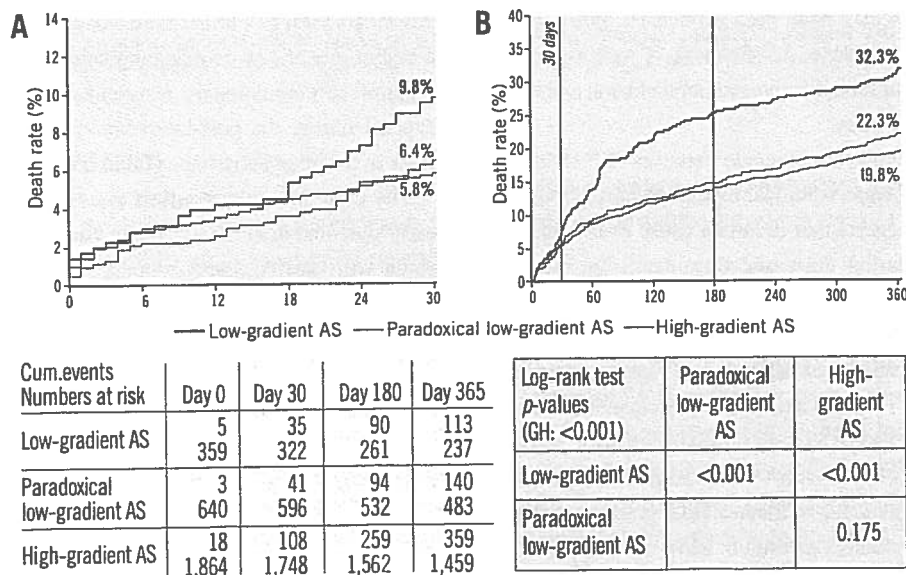 A
Death rate (%)
14
12
10
8
6
4
2
0
9.8%
6.4%
5.8%
0 6 12 18 24 30
B
Death rate (%)
40
35
30
25
20
15
10
5
0
30 days
32.3%
22.3%
19.8%
0 60 120 180 240 300 360
Low-gradient AS Paradoxical low-gradient AS High-gradient AS
Cum.events
Numbers at risk Day 0 Day 30 Day 180 Day 365
Low-gradient AS 5 35 90 113
359 322 261 237
Paradoxical 3 41 94 140
low-gradient AS 640 596 532 483
High-gradient AS 18 108 259 359
1,864 1,748 1,562 1,459
Log-rank test Paradoxical High-
p-values low-gradient gradient
(GH: <0.001) AS AS
Low-gradient AS <0.001 <0.001
Paradoxical
low-gradient AS 0.175